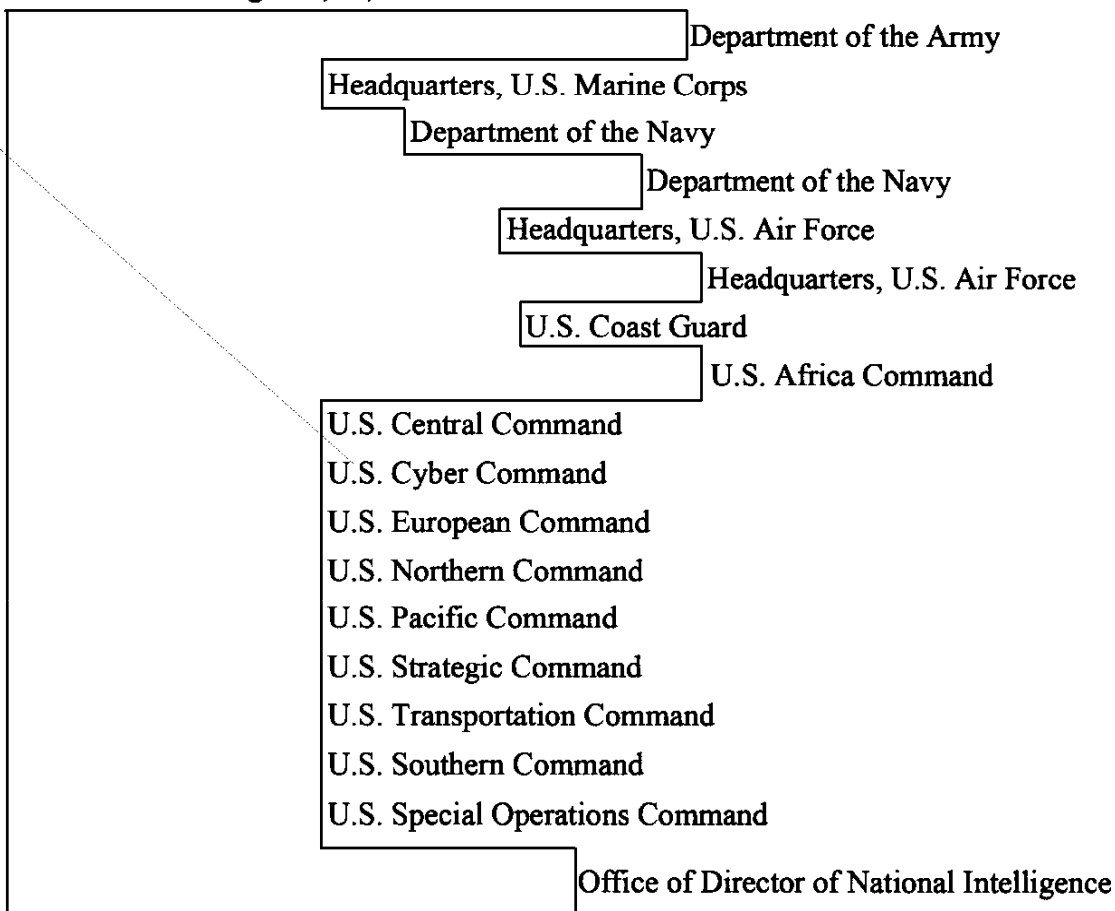 Department of the Army
Headquarters, U.S. Marine Corps
Department of the Navy
Department of the Navy
Headquarters, U.S. Air Force
Headquarters, U.S. Air Force
U.S. Coast Guard
U.S. Africa Command
U.S. Central Command
U.S. Cyber Command
U.S. European Command
U.S. Northern Command
U.S. Pacific Command
U.S. Strategic Command
U.S. Transportation Command
U.S. Southern Command
U.S. Special Operations Command
Office of Director of National Intelligence